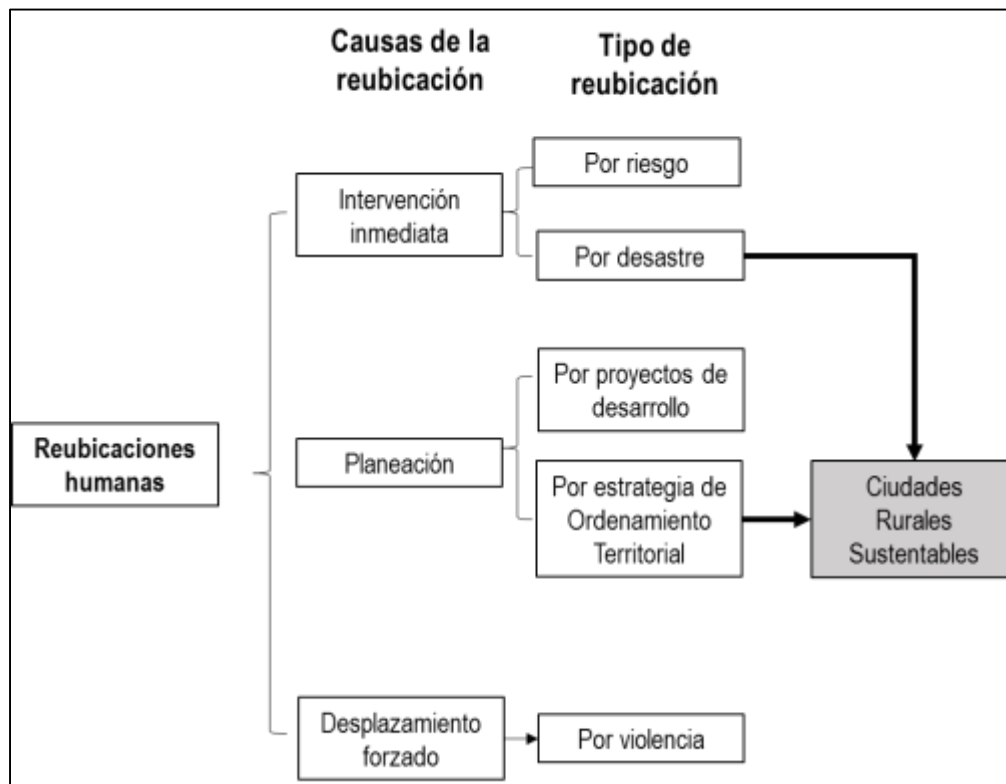 Causas de la
reubicación
Tipo de
reubicación
Por riesgo
Intervención
inmediata
Por desastre
Por proyectos de
desarrollo
Reubicaciones
humanas
Planeación
Por estrategia de
Ordenamiento
Territorial
Ciudades
Rurales
Sustentables
Desplazamiento
forzado
Por violencia